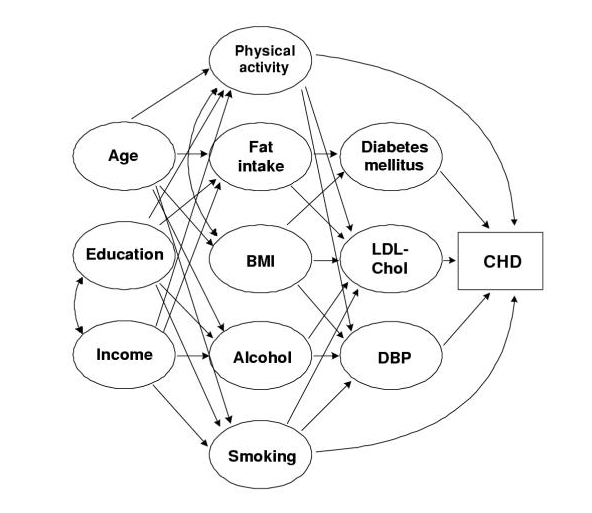 Physical
activity
Age
Fat
intake
Diabetes
mellitus
Education
BMI
LDL-
Chol
CHD
Income
Alcohol
DBP
Smoking